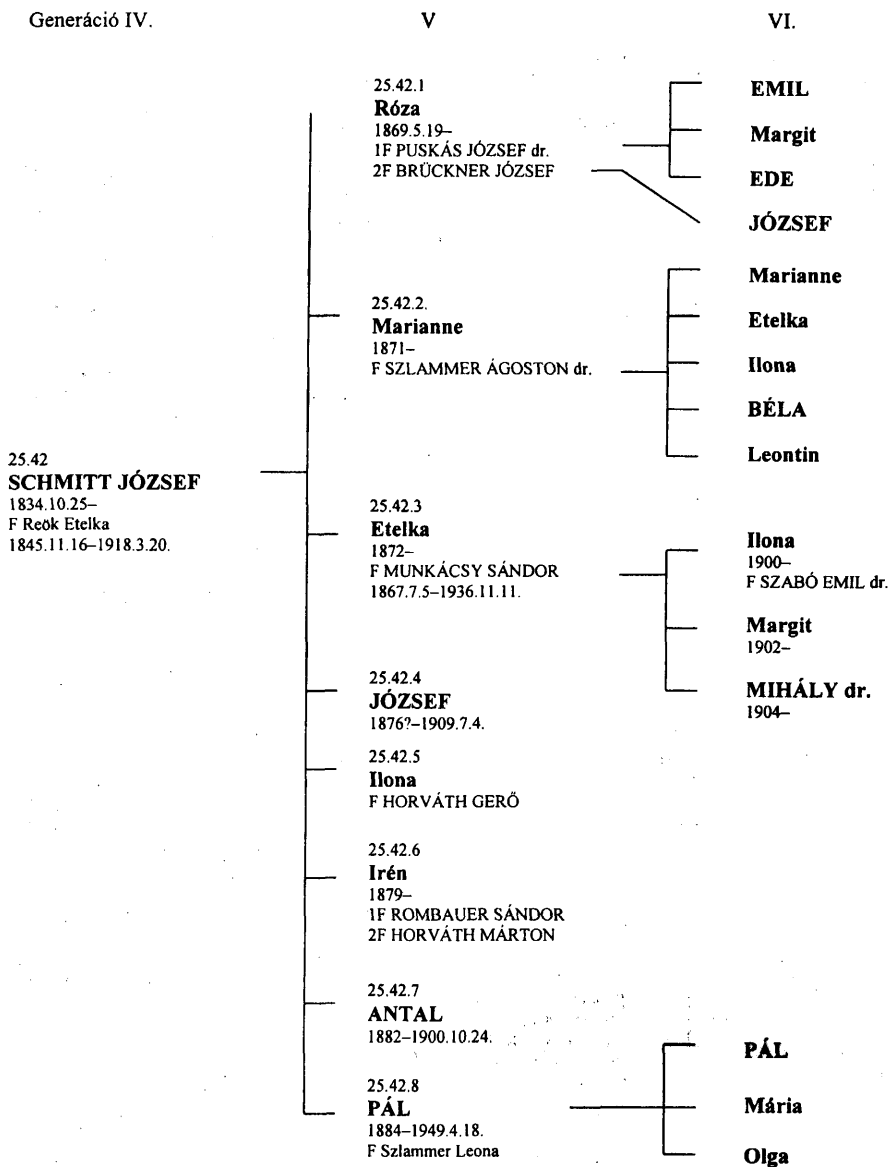 Generáció IV.
V
VI.
25.42
SCHMITT JÓZSEF
1834.10.25–
F Reök Etelka
1845.11.16–1918.3.20.
25.42.1
Róza
1869.5.19–
1F PUSKÁS JÓZSEF dr.
2F BRÜCKNER JÓZSEF
EMIL
Margit
EDE
JÓZSEF
25.42.2.
Marianne
1871–
F SZLAMMER ÁGOSTON dr.
Marianne
Etelka
Ilona
BÉLA
Leontin
25.42.3
Etelka
1872–
F MUNKÁCSY SÁNDOR
1867.7.5–1936.11.11.
Ilona
1900–
F SZABÓ EMIL dr.
Margit
1902–
MIHÁLY dr.
1904–
25.42.4
JÓZSEF
1876?–1909.7.4.
25.42.5
Ilona
F HORVÁTH GERŐ
25.42.6
Irén
1879–
1F ROMBAUER SÁNDOR
2F HORVÁTH MÁRTON
25.42.7
ANTAL
1882–1900.10.24.
25.42.8
PÁL
1884–1949.4.18.
F Szlammer Leona
PÁL
Mária
Olga